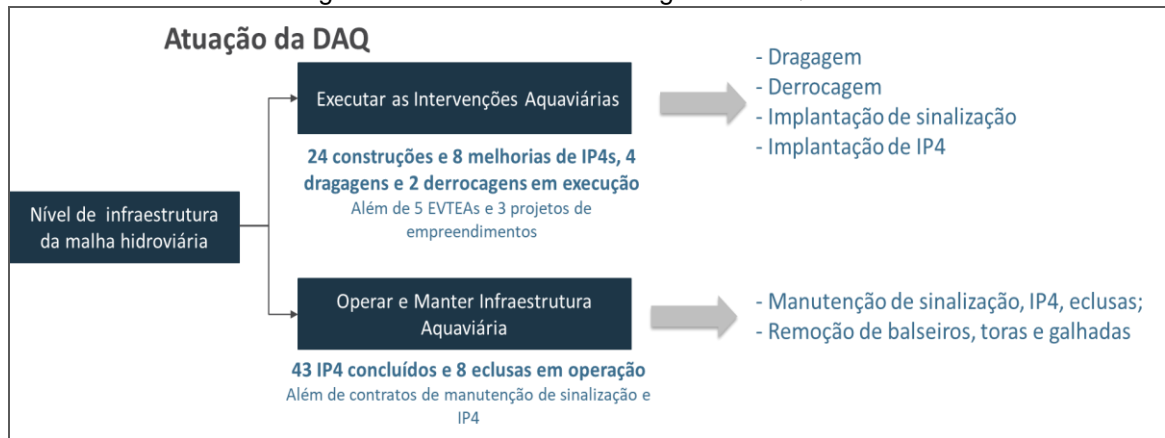 Atuação da DAQ
Nível de infraestrutura
da malha hidroviária
Executar as Intervenções Aquaviárias
24 construções e 8 melhorias de IP4s, 4
dragagens e 2 derrocagens em execução
Além de 5 EVTEAs e 3 projetos de
empreendimentos
- Dragagem
- Derrocagem
- Implantação de sinalização
- Implantação de IP4
Operar e Manter Infraestrutura
Aquaviária
43 IP4 concluídos e 8 eclusas em operação
Além de contratos de manutenção de sinalização e
IP4
- Manutenção de sinalização, IP4, eclusas;
- Remoção de balseiros, toras e galhadas